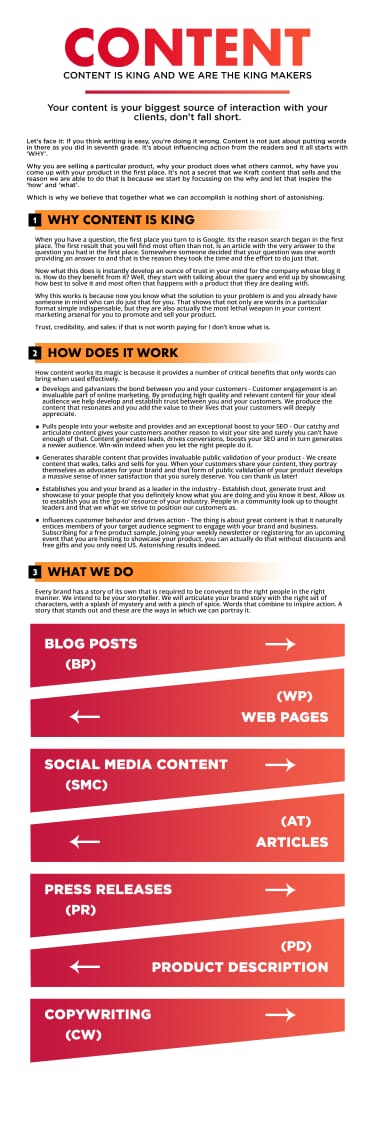 CONTENT
CONTENT IS KING AND WE ARE THE KING MAKERS
Your content is your biggest source of interaction with your
clients, don't fall short.
Let's face it: If you think writing is easy, you're doing it wrong. Content is not just about putting words
in there as you did in seventh grade. It's about influencing action from the readers and it all starts with
'WHY'.
Why you are selling a particular product, why your product does what others cannot, why have you
come up with your product in the first place. It's not a secret that we Kraft content that sells and the
reason we are able to do that is because we start by focussing on the why and let that inspire the
'how' and 'what'.
Which is why we believe that together what we can accomplish is nothing short of astonishing.
1 WHY CONTENT IS KING
When you have a question, the first place you turn to is Google. Its the reason search began in the first
place. The first result that you will find most often than not, is an article with the very answer to the
question you had in the first place. Somewhere someone decided that your question was one worth
providing an answer to and that is the reason they took the time and the effort to do just that.
Now what this does is instantly develop an ounce of trust in your mind for the company whose blog it
is. How do they benefit from it? Well, they start with talking about the query and end up by showcasing
how best to solve it and most often that happens with a product that they are dealing with.
Why this works is because now you know what the solution to your problem is and you already have
someone in mind who can do just that for you. That shows that not only are words in a particular
format simple indispensable, but they are also actually the most lethal weapon in your content
marketing arsenal for you to promote and sell your product.
Trust, credibility, and sales: if that is not worth paying for I don't know what is.
2 HOW DOES IT WORK
How content works its magic is because it provides a number of critical benefits that only words can
bring when used effectively.
• Develops and galvanizes the bond between you and your customers - Customer engagement is an
invaluable part of online marketing. By producing high quality and relevant content for your ideal
audience we help develop and establish trust between you and your customers. We produce the
content that resonates and you add the value to their lives that your customers will deeply
appreciate.
• Pulls people into your website and provides and an exceptional boost to your SEO - Our catchy and
articulate content gives your customers another reason to visit your site and surely you can't have
enough of that. Content generates leads, drives conversions, boosts your SEO and in turn generates
a newer audience. Win-win indeed when you let the right people do it.
• Generates sharable content that provides invaluable public validation of your product - We create
content that walks, talks and sells for you. When your customers share your content, they portray
themselves as advocates for your brand and that form of public validation of your product develops
a massive sense of inner satisfaction that you surely deserve. You can thank us later!
• Establishes you and your brand as a leader in the industry - Establish clout, generate trust and
showcase to your people that you definitely know what you are doing and you know it best. Allow us
to establish you as the 'go-to' resource of your industry. People in a community look up to thought
leaders and that is what we strive to position our customers as.
• Influences customer behavior and drives action - The thing about great content is that it naturally
entices members of your target audience segment to engage with your brand and business.
Subscribing for a free product sample, joining your weekly newsletter or registering for an upcoming
event that you are hosting to showcase your product, you can actually do that without discounts and
free gifts and you only need US. Astonishing results indeed.
3 WHAT WE DO
Every brand has a story of its own that is required to be conveyed to the right people in the right
manner. We intend to be your storyteller. We will articulate your brand story with the right set of
characters, with a splash of mystery and with a pinch of spice. Words that combine to inspire action. A
story that stands out and these are the ways in which we can portray it.
BLOG POSTS
(BP)
(WP)
WEB PAGES
SOCIAL MEDIA CONTENT
(SMC)
(AT)
ARTICLES
PRESS RELEASES
(PR)
(PD)
PRODUCT DESCRIPTION
COPYWRITING
(CW)